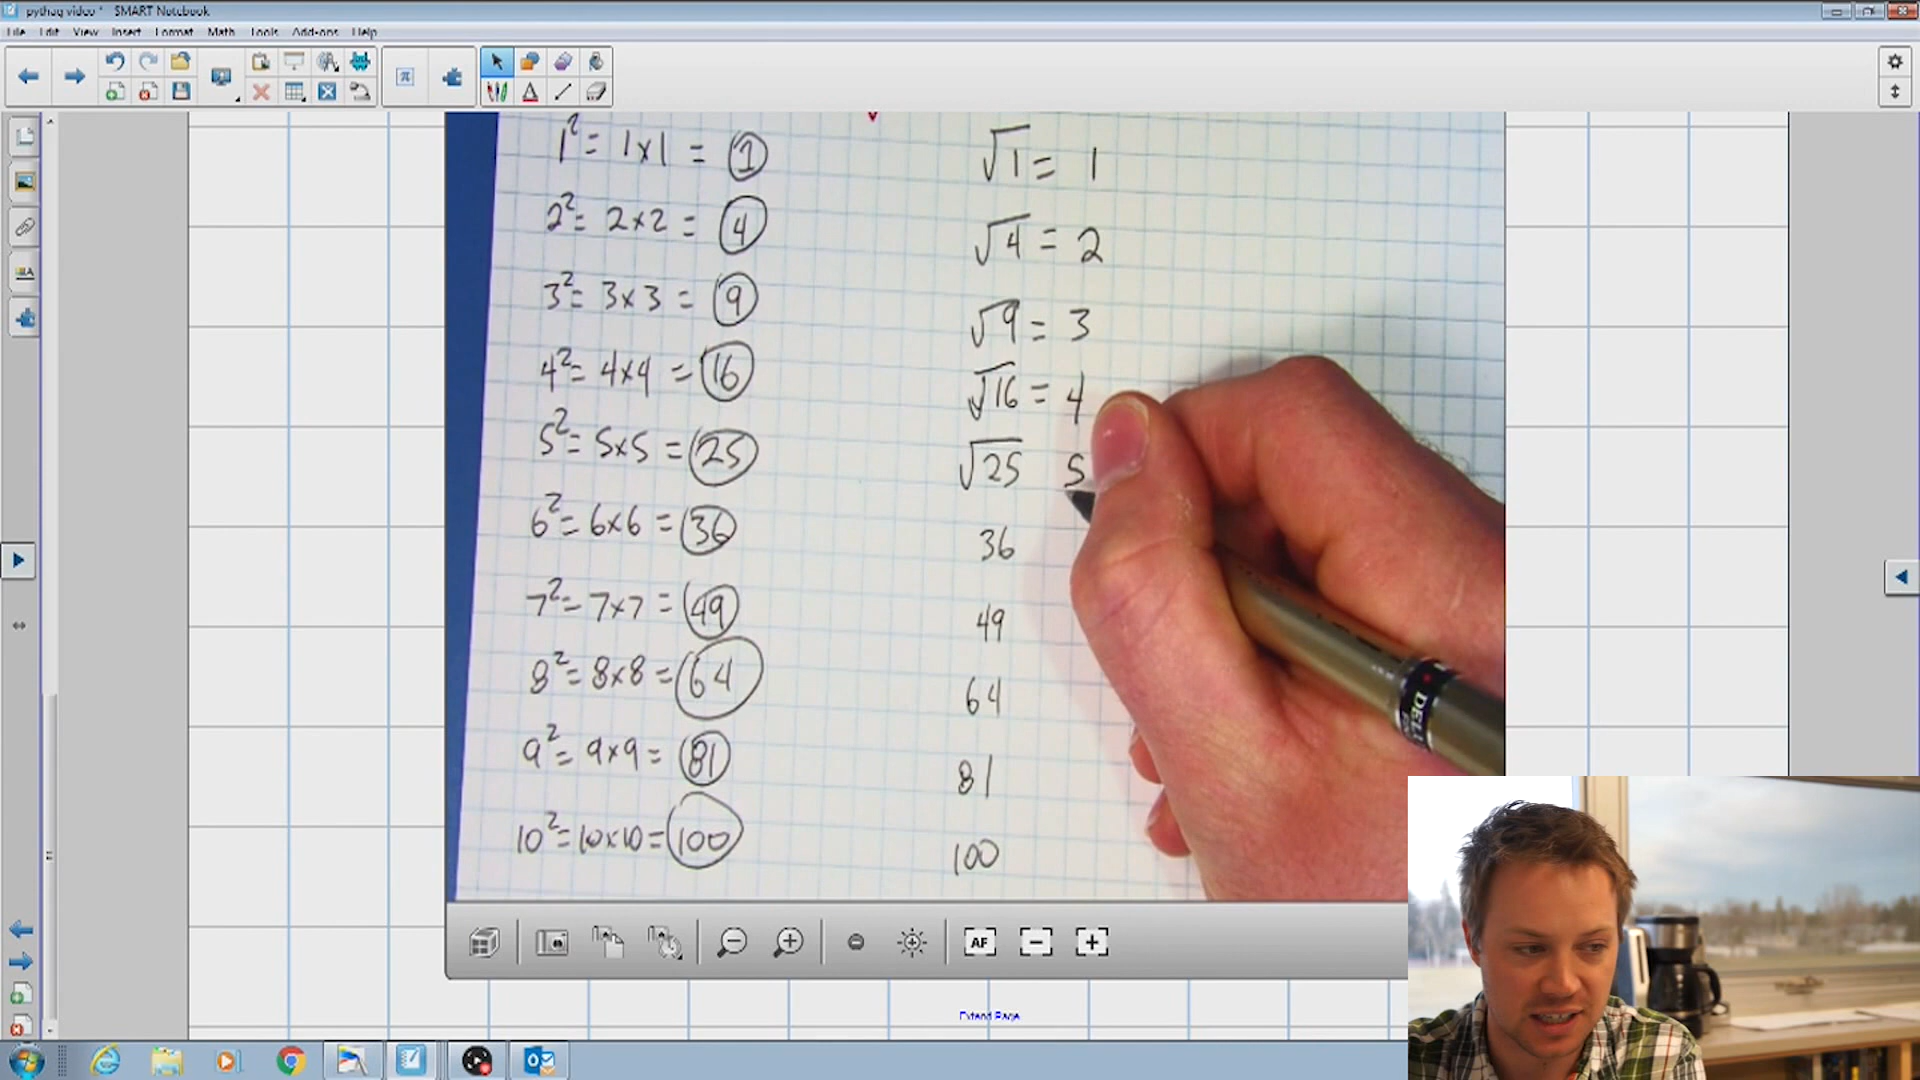 pythag video * SMART Notebook
File Edit View Insert Format Math Tools Add-ons Help
1² = 1x1 = 1
2² = 2x2 = 4
3² = 3x3 = 9
4² = 4x4 = 16
5² = 5x5 = 25
6² = 6x6 = 36
7² = 7x7 = 49
8² = 8x8 = 64
9² = 9x9 = 81
10² = 10x10 = 100
√1 = 1
√4 = 2
√9 = 3
√16 = 4
√25 5
36
49
64
81
100
AF
Extend Page